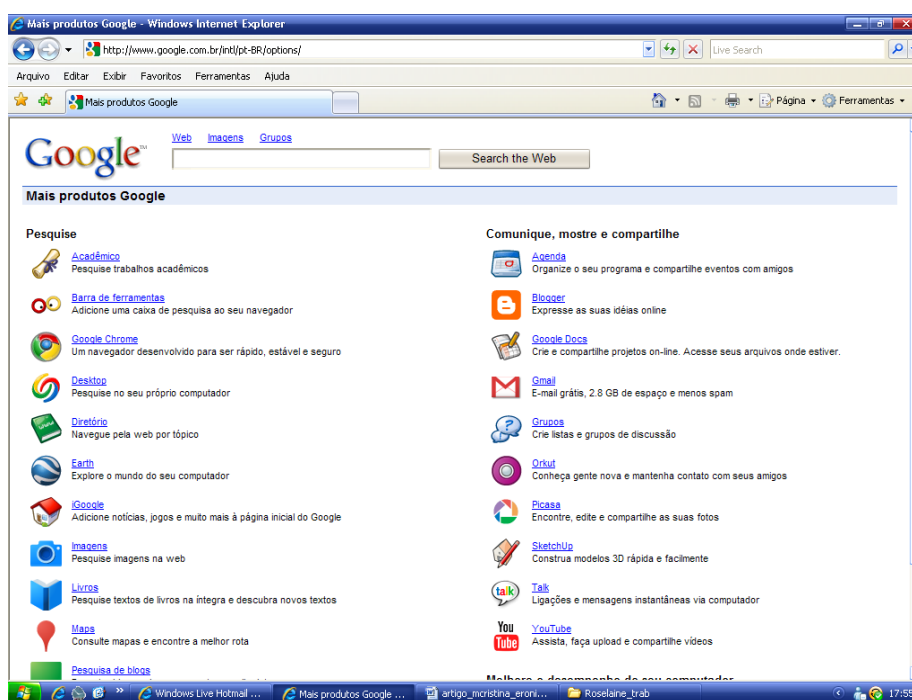 Mais produtos Google - Windows Internet Explorer
http://www.google.com.br/intl/pt-BR/options/
Live Search
Arquivo Editar Exibir Favoritos Ferramentas Ajuda
Mais produtos Google
Página
Ferramentas
Google™
Web Imagens Grupos
Search the Web
Mais produtos Google
Pesquise
Acadêmico
Pesquise trabalhos acadêmicos
Barra de ferramentas
Adicione uma caixa de pesquisa ao seu navegador
Google Chrome
Um navegador desenvolvido para ser rápido, estável e seguro
Desktop
Pesquise no seu próprio computador
Diretório
Navegue pela web por tópico
Earth
Explore o mundo do seu computador
iGoogle
Adicione notícias, jogos e muito mais à página inicial do Google
Imagens
Pesquise imagens na web
Livros
Pesquise textos de livros na íntegra e descubra novos textos
Maps
Consulte mapas e encontre a melhor rota
Pesquisa de blogs
Comunique, mostre e compartilhe
Agenda
Organize o seu programa e compartilhe eventos com amigos
Blogger
Expresse as suas idéias online
Google Docs
Crie e compartilhe projetos on-line. Acesse seus arquivos onde estiver.
Gmail
E-mail grátis, 2.8 GB de espaço e menos spam
Grupos
Crie listas e grupos de discussão
Orkut
Conheça gente nova e mantenha contato com seus amigos
Picasa
Encontre, edite e compartilhe as suas fotos
SketchUp
Construa modelos 3D rápida e facilmente
talk
Talk
Ligações e mensagens instantâneas via computador
You
Tube
YouTube
Assista, faça upload e compartilhe vídeos
Melhore o desempenho do seu computador
Windows Live Hotmail ...
Mais produtos Google ...
artigo_mcristina_eroni...
Roselaine_trab
17:55